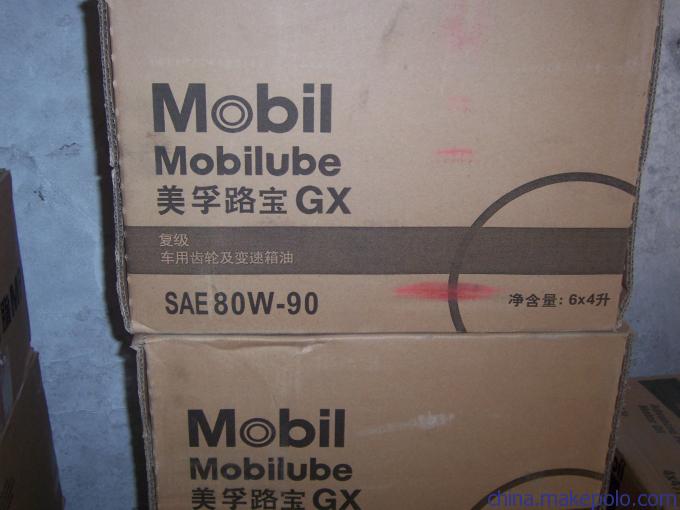 Mobil
Mobilube
美孚路宝 GX
复级
车用齿轮及变速箱油
SAE 80W-90
净含量: 6x4升
Mobil
Mobilube
美孚路宝 GX
china.makepolo.com